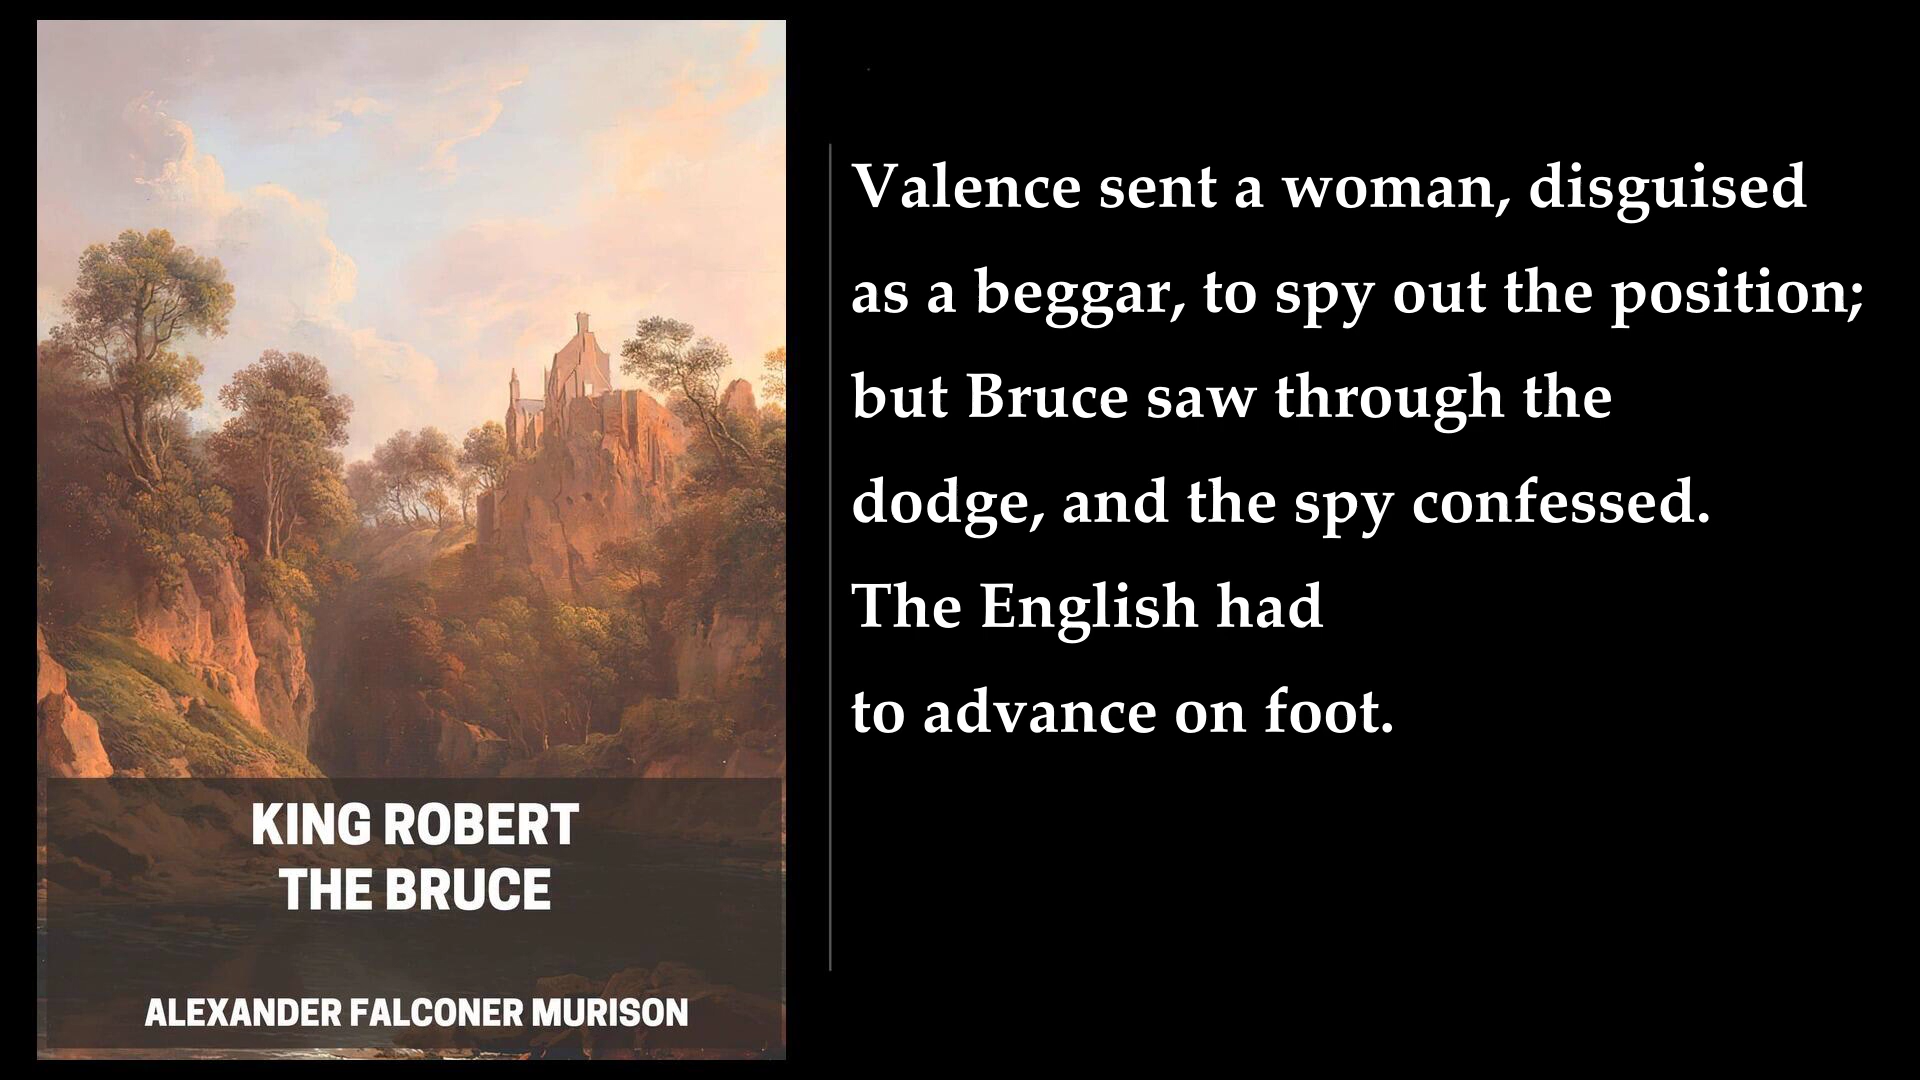 Valence sent a woman, disguised
as a beggar, to spy out the position;
but Bruce saw through the
dodge, and the spy confessed.
The English had
to advance on foot.
KING ROBERT
THE BRUCE
ALEXANDER FALCONER MURISON